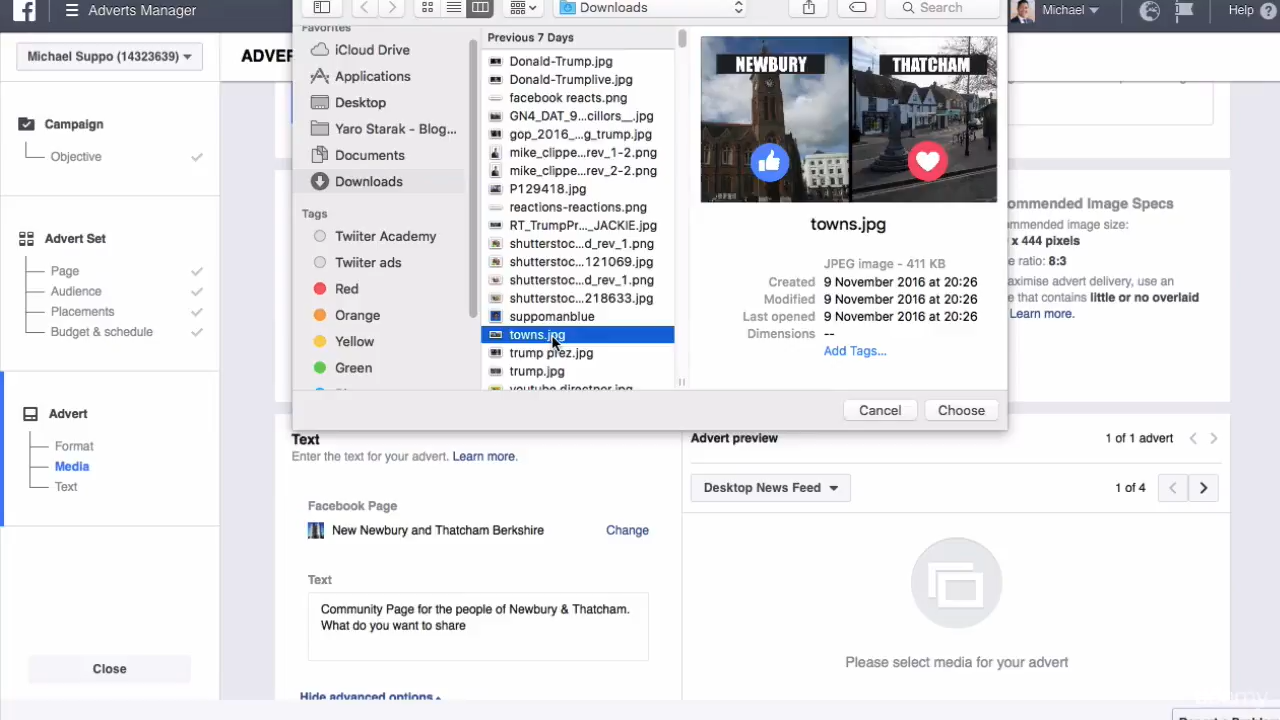 Adverts Manager
Downloads
Search
Michael
Help
Michael Suppo (14323639)
ADVER
Campaign
Objective
Advert Set
Page
Audience
Placements
Budget & schedule
Advert
Format
Media
Text
Close
Favorites
iCloud Drive
Applications
Desktop
Yaro Starak - Blog...
Documents
Downloads
Tags
Twiiter Academy
Twiiter ads
Red
Orange
Yellow
Green
Previous 7 Days
Donald-Trump.jpg
Donald-Trumplive.jpg
facebook reacts.png
GN4_DAT_9...cillors__.jpg
gop_2016_...g_trump.jpg
mike_clippe...rev_1-2.png
mike_clippe...rev_2-2.png
P129418.jpg
reactions-reactions.png
RT_TrumpPr..._JACKIE.jpg
shutterstoc...d_rev_1.png
shutterstoc...121069.jpg
shutterstoc...d_rev_1.png
shutterstoc...218633.jpg
suppomanblue
towns.jpg
trump prez.jpg
trump.jpg
youtube directner.jpg
NEWBURY
THATCHAM
towns.jpg
JPEG image - 411 KB
Created 9 November 2016 at 20:26
Modified 9 November 2016 at 20:26
Last opened 9 November 2016 at 20:26
Dimensions --
Add Tags...
Cancel
Choose
ommended Image Specs
ommended image size:
x 444 pixels
e ratio: 8:3
aximise advert delivery, use an
e that contains little or no overlaid
Learn more.
Text
Enter the text for your advert. Learn more.
Facebook Page
New Newbury and Thatcham Berkshire
Change
Text
Community Page for the people of Newbury & Thatcham.
What do you want to share
Hide advanced options
Advert preview
1 of 1 advert
Desktop News Feed
1 of 4
Please select media for your advert